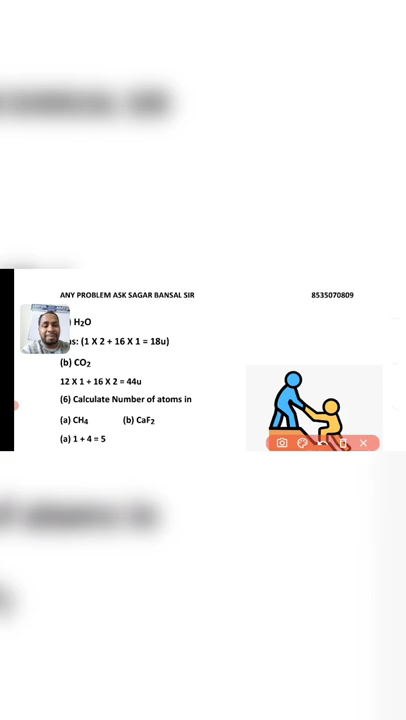 ANY PROBLEM ASK SAGAR BANSAL SIR 8535070809
) H₂O
s: (1 X 2 + 16 X 1 = 18u)
(b) CO₂
12 X 1 + 16 X 2 = 44u
(6) Calculate Number of atoms in
(a) CH₄ (b) CaF₂
(a) 1 + 4 = 5